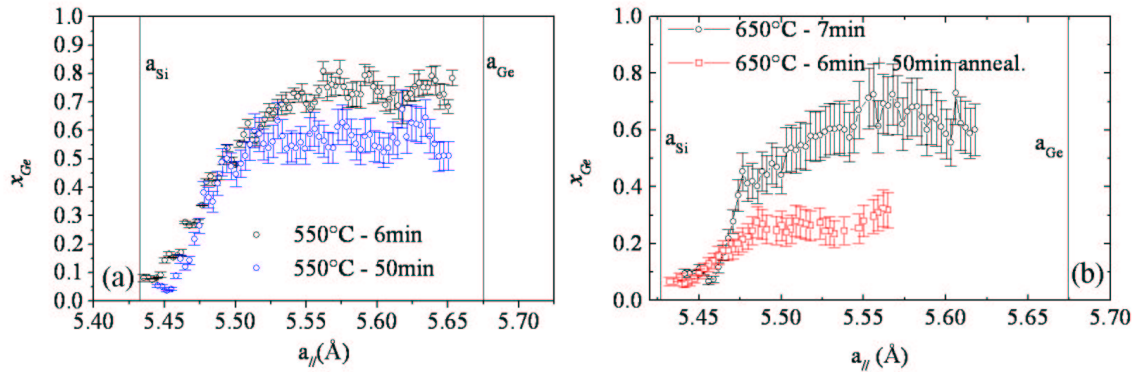 1.0
0.9
0.8
0.7
0.6
0.5
0.4
0.3
0.2
0.1
0.0
x_Ge
a_Si
a_Ge
550°C - 6min
550°C - 50min
(a)
5.40 5.45 5.50 5.55 5.60 5.65 5.70
a_//(Å)
1.0
0.8
0.6
0.4
0.2
0.0
x_Ge
650°C - 7min
650°C - 6min + 50min anneal.
a_Si
a_Ge
(b)
5.45 5.50 5.55 5.60 5.65 5.70
a_// (Å)